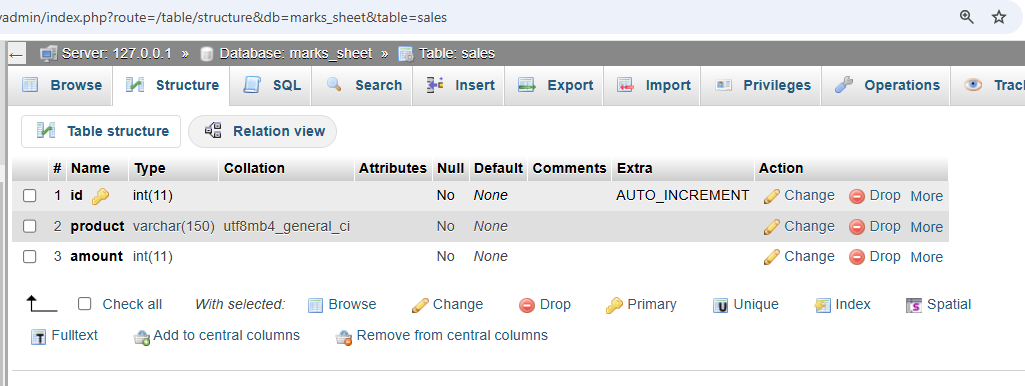 yadmin/index.php?route=/table/structure&db=marks_sheet&table=sales
Server: 127.0.0.1 » Database: marks_sheet » Table: sales
Browse Structure SQL Search Insert Export Import Privileges Operations Trac
Table structure Relation view
# Name Type Collation Attributes Null Default Comments Extra Action
1 id int(11) No None AUTO_INCREMENT Change Drop More
2 product varchar(150) utf8mb4_general_ci No None Change Drop More
3 amount int(11) No None Change Drop More
Check all With selected: Browse Change Drop Primary Unique Index Spatial
Fulltext Add to central columns Remove from central columns